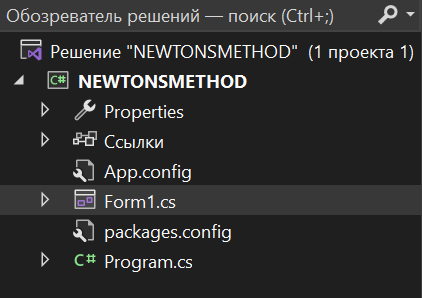 Обозреватель решений — поиск (Ctrl+;)
Решение "NEWTONSMETHOD" (1 проекта 1)
C# NEWTONSMETHOD
Properties
Ссылки
App.config
Form1.cs
packages.config
C# Program.cs